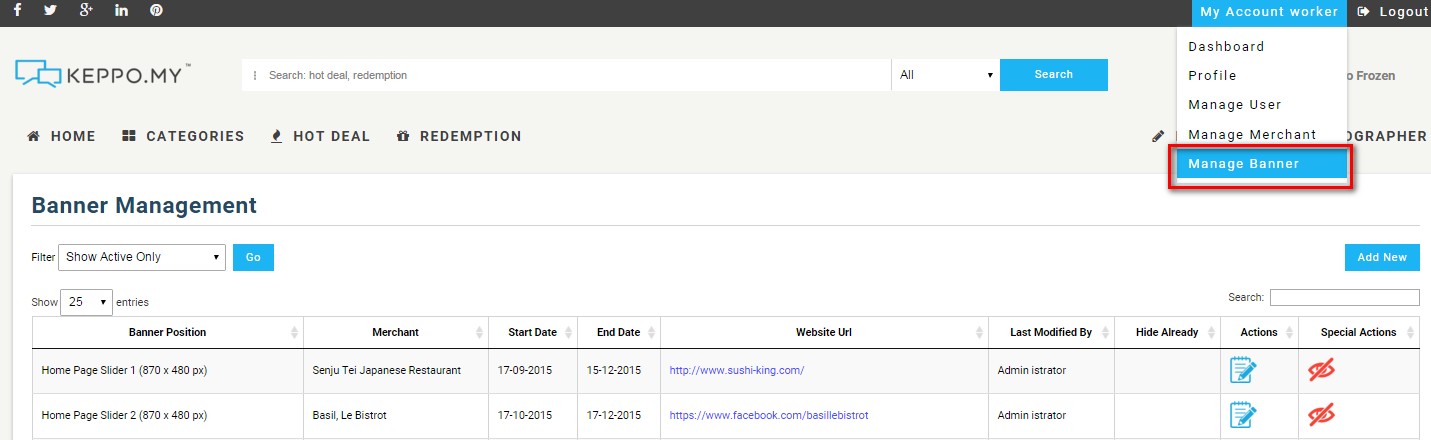 My Account worker Logout
Dashboard
Profile
Manage User
Manage Merchant
Manage Banner
KEPPO.MY™
Search: hot deal, redemption All Search
o Frozen
HOME CATEGORIES HOT DEAL REDEMPTION OGRAPHER
Banner Management
Filter Show Active Only Go Add New
Show 25 entries Search:
Banner Position Merchant Start Date End Date Website Url Last Modified By Hide Already Actions Special Actions
Home Page Slider 1 (870 x 480 px) Senju Tei Japanese Restaurant 17-09-2015 15-12-2015 http://www.sushi-king.com/ Admin istrator
Home Page Slider 2 (870 x 480 px) Basil, Le Bistrot 17-10-2015 17-12-2015 https://www.facebook.com/basillebistrot Admin istrator